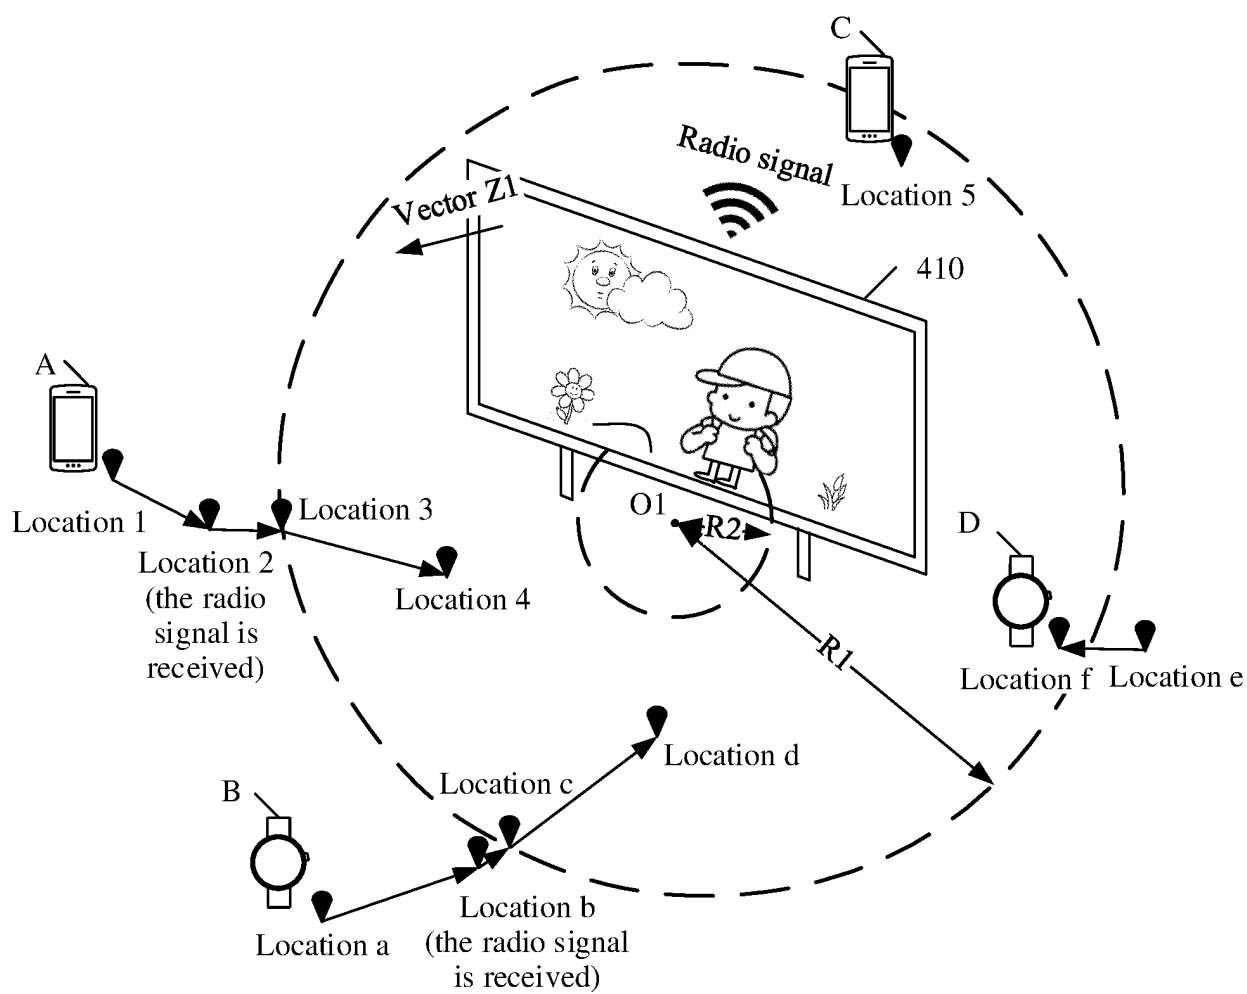 C
Radio signal
Location 5
Vector Z1
410
A
Location 1
Location 3
Location 2
(the radio
signal is
received)
Location 4
O1
R2
R1
D
Location f
Location e
Location d
Location c
B
Location a
Location b
(the radio signal
is received)